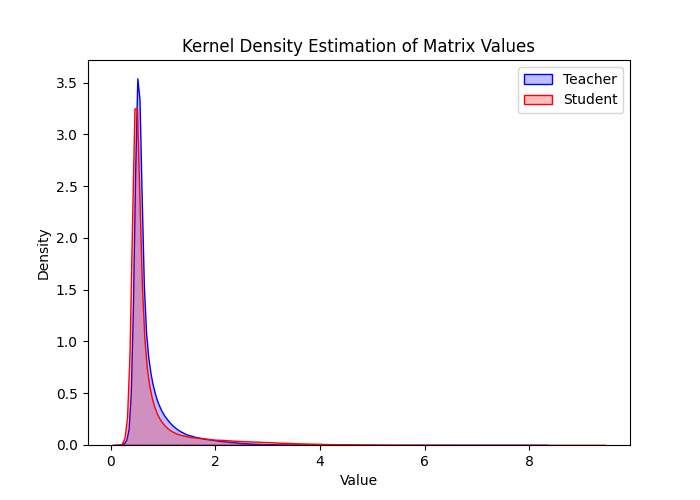 Kernel Density Estimation of Matrix Values
Teacher
Student
3.5
3.0
2.5
2.0
1.5
1.0
0.5
0.0
Density
0 2 4 6 8
Value